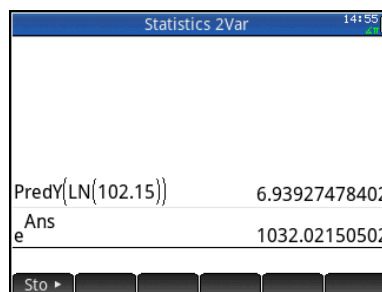 Statistics 2Var 14:55
PredY(LN(102.15)) 6.93927478402
e^Ans 1032.02150502
Sto ►